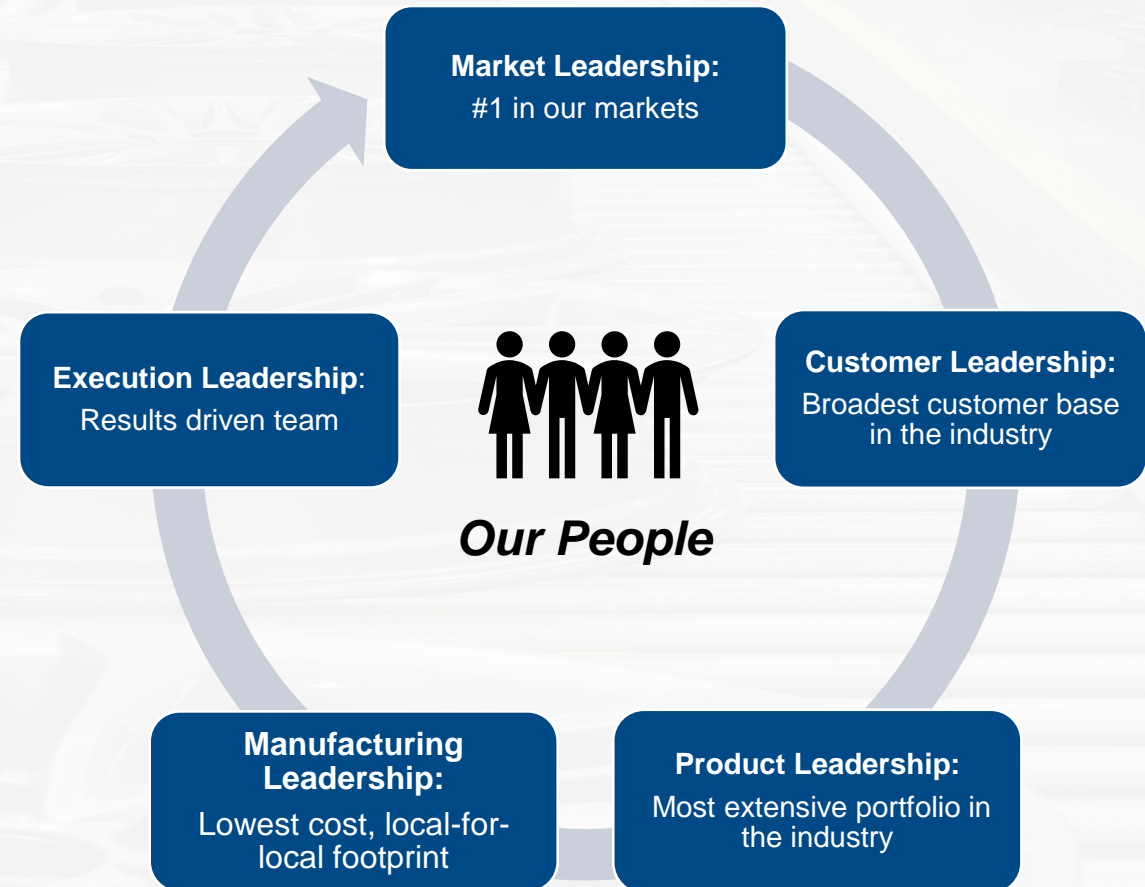 Market Leadership:
#1 in our markets
Customer Leadership:
Broadest customer base
in the industry
Product Leadership:
Most extensive portfolio in
the industry
Manufacturing
Leadership:
Lowest cost, local-for-
local footprint
Execution Leadership:
Results driven team
Our People